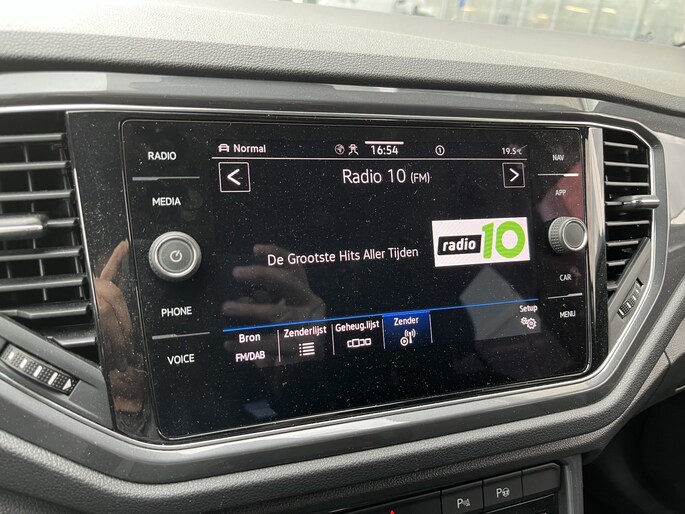 RADIO
MEDIA
PHONE
VOICE
Normal
16:54
19.5°C
Radio 10 (FM)
De Grootste Hits Aller Tijden
radio 10
Bron
FM/DAB
Zenderlijst
Geheug.lijst
Zender
Setup
NAV
APP
CAR
MENU
P
P